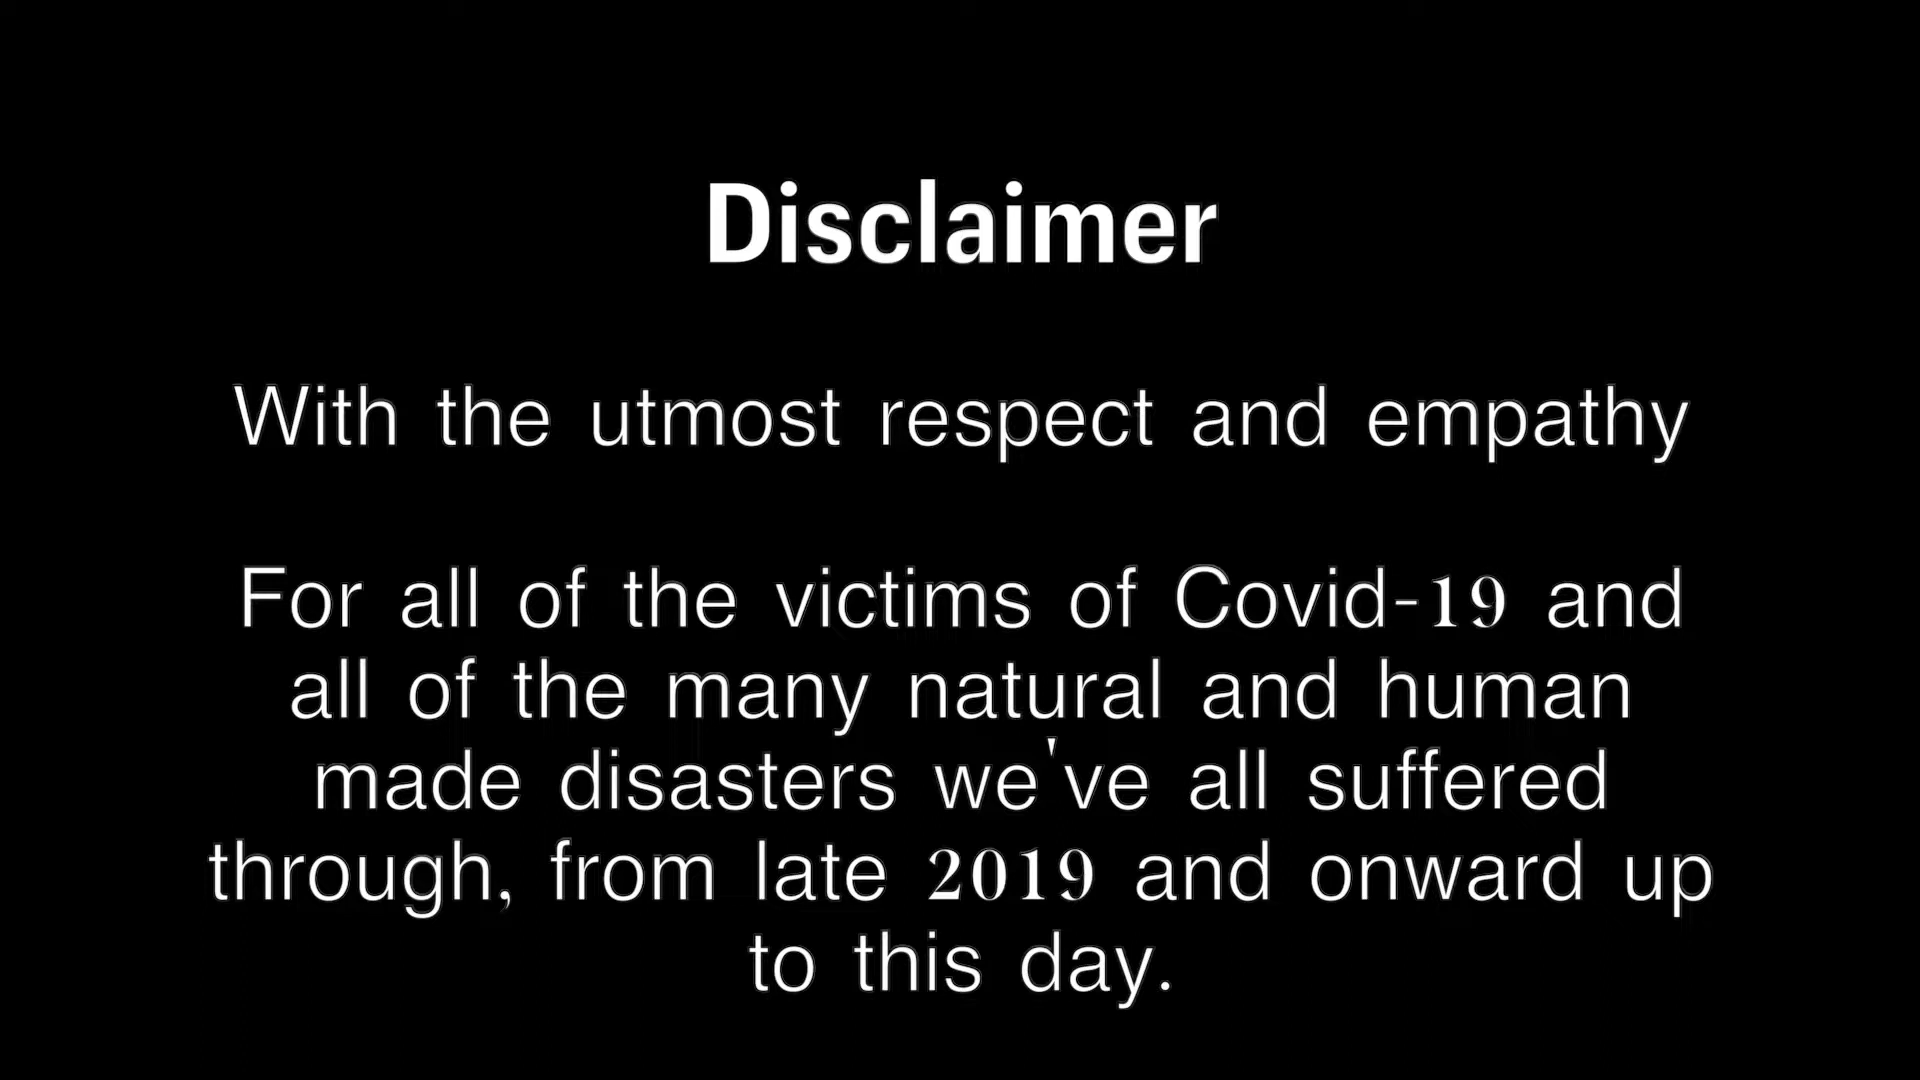 Disclaimer
With the utmost respect and empathy
For all of the victims of Covid-19 and
all of the many natural and human
made disasters we've all suffered
through, from late 2019 and onward up
to this day.